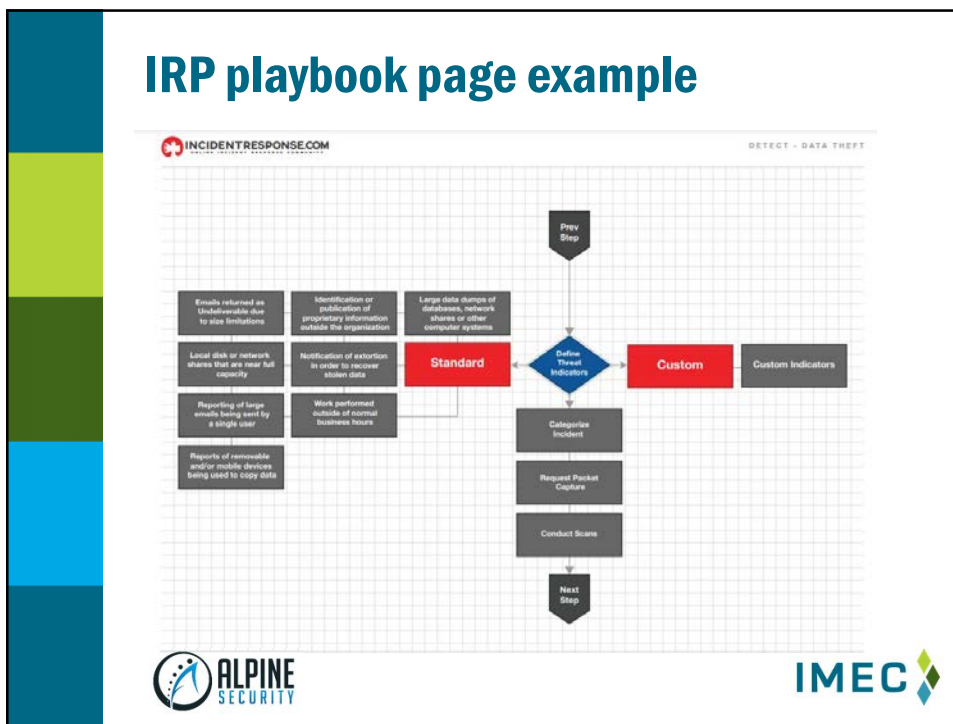 IRP playbook page example
INCIDENTRESPONSE.COM
ONLINE INCIDENT RESPONSE COMMUNITY
DETECT - DATA THEFT
Prev
Step
Emails returned as
Undeliverable due
to size limitations
Identification or
publication of
proprietary information
outside the organization
Large data dumps of
databases, network
shares or other
computer systems
Local disk or network
shares that are near full
capacity
Notification of extortion
in order to recover
stolen data
Standard
Define
Threat
Indicators
Custom
Custom Indicators
Reporting of large
emails being sent by
a single user
Work performed
outside of normal
business hours
Categorize
Incident
Reports of removable
and/or mobile devices
being used to copy data
Request Packet
Capture
Conduct Scans
Next
Step
ALPINE
SECURITY
IMEC